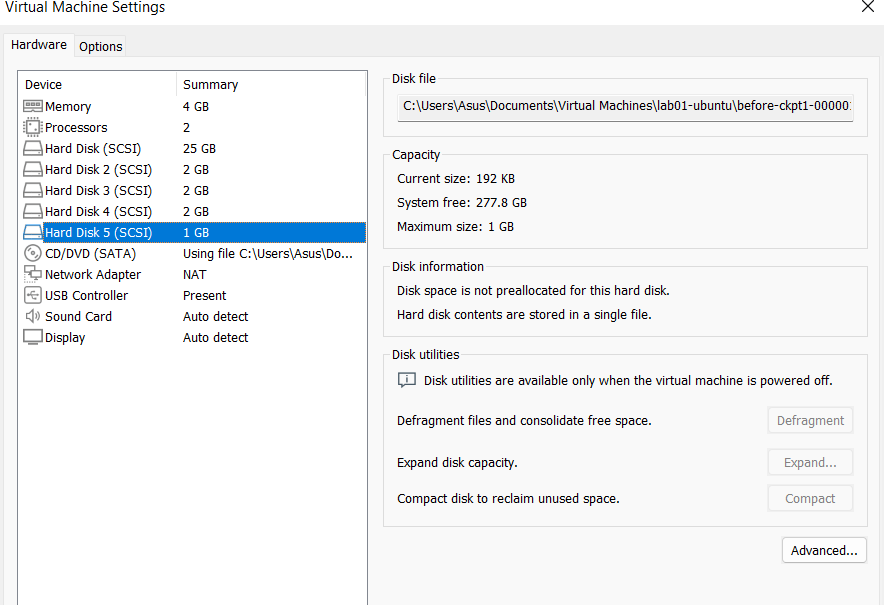 Virtual Machine Settings
Hardware
Options
Device Summary
Memory 4 GB
Processors 2
Hard Disk (SCSI) 25 GB
Hard Disk 2 (SCSI) 2 GB
Hard Disk 3 (SCSI) 2 GB
Hard Disk 4 (SCSI) 2 GB
Hard Disk 5 (SCSI) 1 GB
CD/DVD (SATA) Using file C:\Users\Asus\Do...
Network Adapter NAT
USB Controller Present
Sound Card Auto detect
Display Auto detect
Disk file
C:\Users\Asus\Documents\Virtual Machines\lab01-ubuntu\before-ckpt1-00000
Capacity
Current size: 192 KB
System free: 277.8 GB
Maximum size: 1 GB
Disk information
Disk space is not preallocated for this hard disk.
Hard disk contents are stored in a single file.
Disk utilities
Disk utilities are available only when the virtual machine is powered off.
Defragment files and consolidate free space. Defragment
Expand disk capacity. Expand...
Compact disk to reclaim unused space. Compact
Advanced...